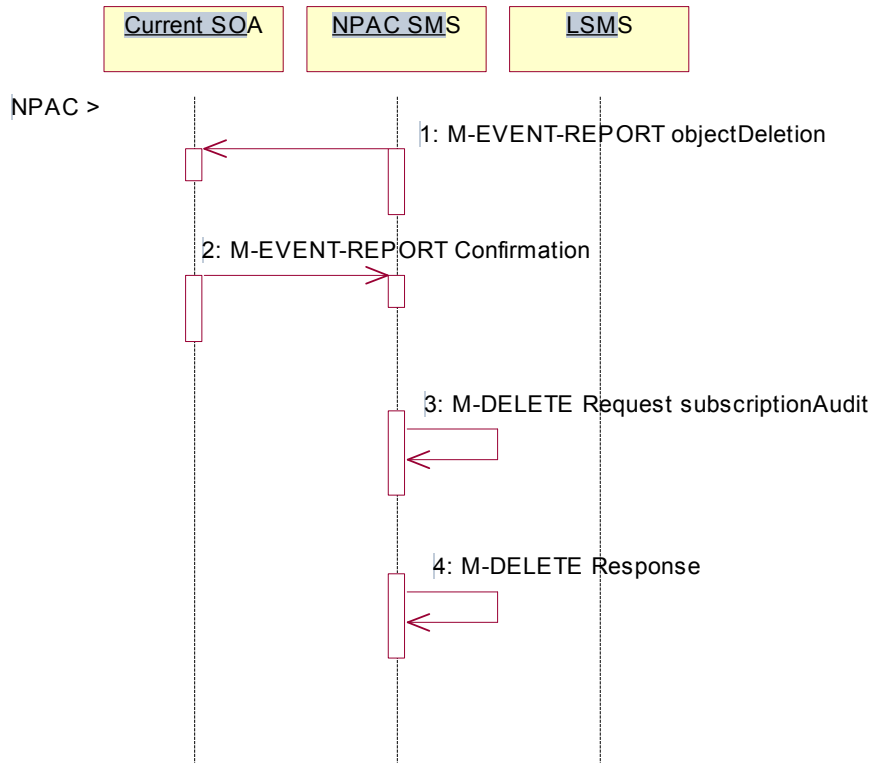 Current SOA NPAC SMS LSMS
NPAC >
1: M-EVENT-REPORT objectDeletion
2: M-EVENT-REPORT Confirmation
3: M-DELETE Request subscriptionAudit
4: M-DELETE Response